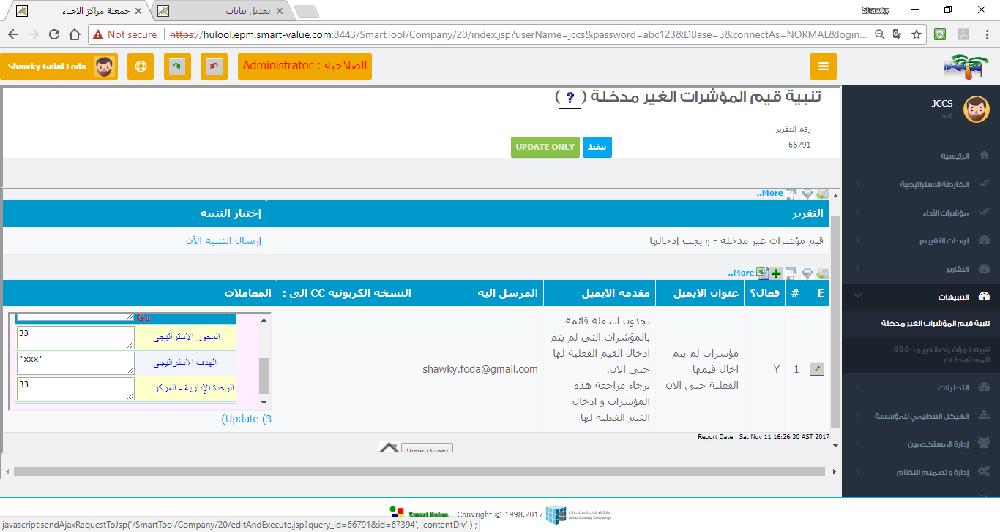 جمعية مراكز الاحياء
تعديل بيانات
Shawky
Not secure
https://hulool.epm.smart-value.com:8443/SmartTool/Company/20/index.jsp?userName=jccs&password=abc123&DBase=3&connectAs=NORMAL&login...
Shawky Galal Foda
الصلاحية : Administrator
JCCS
null
الرئيسية
الخارطة الاستراتيجية
مؤشرات الأداء
لوحات التقييم
التقارير
التنبيهات
تنبية قيم المؤشرات الغير مدخلة
تنبيه المؤشرات الغير محققة
للمستهدفات
التحليلات
الهيكل التنظيمي للمؤسسة
إدارة المستخدمين
إدارة و تصميم النظام
تنبية قيم المؤشرات الغير مدخلة ( ? )
رقم التقرير
66791
تنفيذ
UPDATE ONLY
More..
التقرير
إختبار التنبيه
قيم مؤشرات غير مدخلة - و يجب إدخالها
إرسال التنبيه الأن
More..
E
#
فعال؟
عنوان الايميل
مقدمة الايميل
المرسل اليه
النسخة الكربونية CC الى :
المعاملات
1
Y
مؤشرات لم يتم
اخال قيمها
الفعلية حتى الان
تجدون اسفلة قائمة
بالمؤشرات التى لم يتم
ادخال القيم الفعلية لها
حتى الان.
برجاء مراجعة هذه
المؤشرات و ادخال
القيم الفعليه لها
shawky.foda@gmail.com
Go
المحور الاستراتيجى
33
الهدف الاستراتيجى
'xxx'
الوحدة الإدارية - المركز
33
(Update (3
Report Date : Sat Nov 11 16:26:30 AST 2017
View Query
Smart Value
Copyright © 1998,2017
بوابة الحلول للاستشارات
Hulool Gateway Consultings
javascript:sendAjaxRequestToJsp('/SmartTool/Company/20/editAndExecute.jsp?query_id=66791&id=67394', 'contentDiv' ) ;